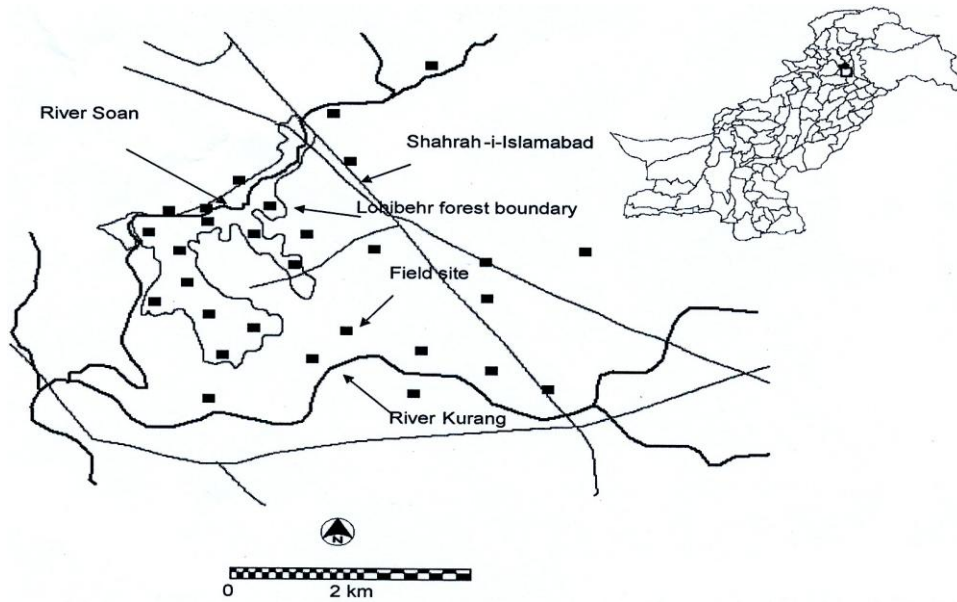 River Soan
Shahrah-i-Islamabad
Lohibehr forest boundary
Field site
River Kurang
N
0 2 km